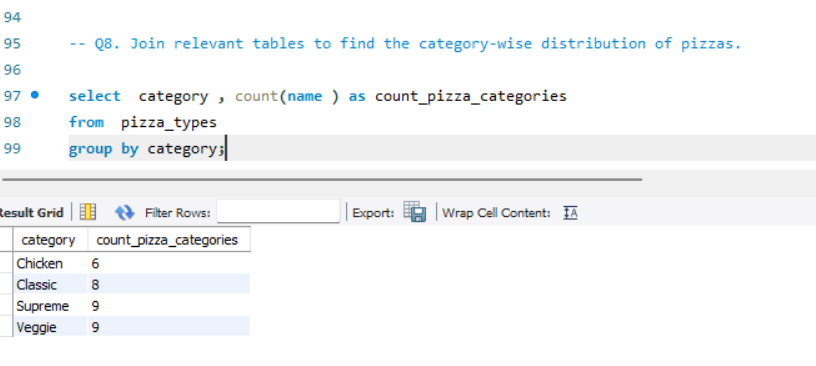 94
95 -- Q8. Join relevant tables to find the category-wise distribution of pizzas.
96
97 select category , count(name ) as count_pizza_categories
98 from pizza_types
99 group by category;
Result Grid Filter Rows: Export: Wrap Cell Content: IA
category count_pizza_categories
Chicken 6
Classic 8
Supreme 9
Veggie 9